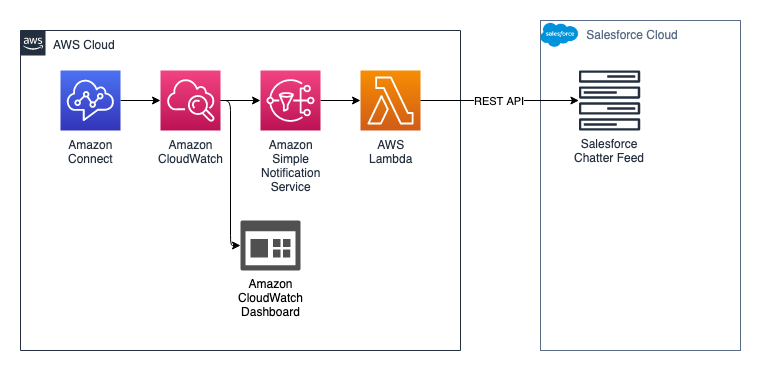 aws
AWS Cloud
salesforce
Salesforce Cloud
Amazon
Connect
Amazon
CloudWatch
Amazon
Simple
Notification
Service
AWS
Lambda
REST API
Salesforce
Chatter Feed
Amazon
CloudWatch
Dashboard